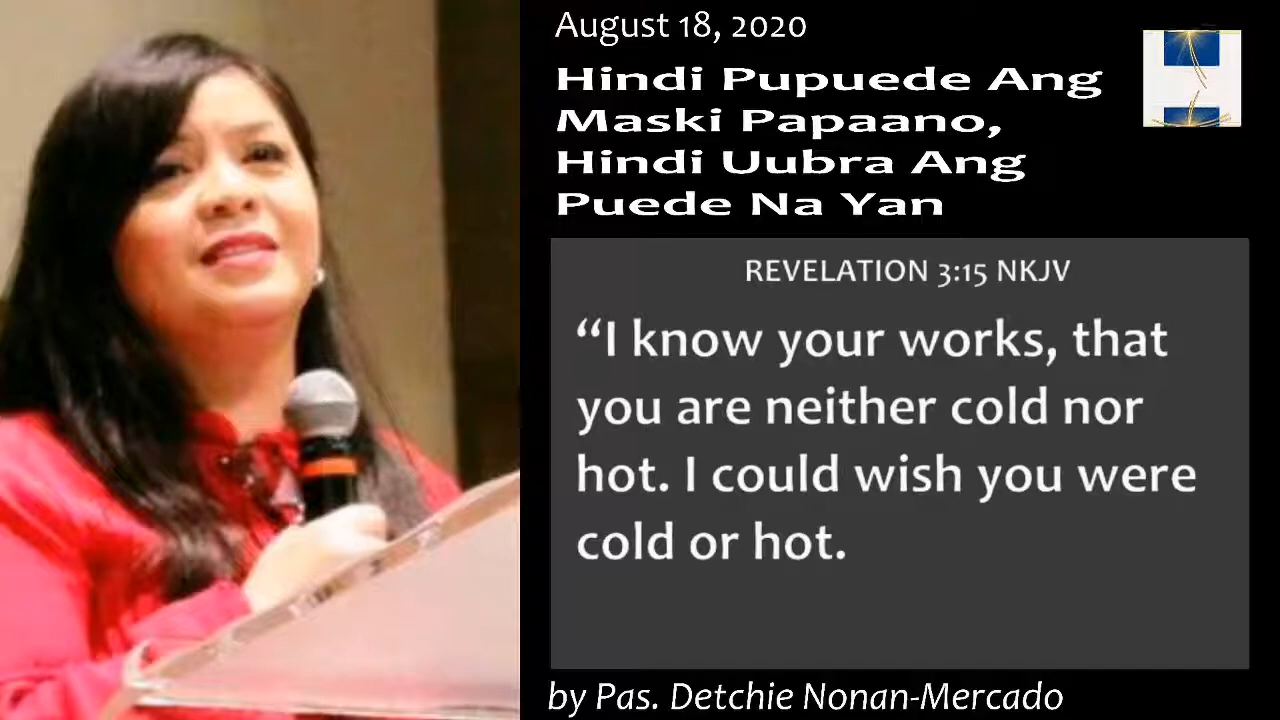 August 18, 2020
Hindi Pupuede Ang
Maski Papaano,
Hindi Uubra Ang
Puede Na Yan
REVELATION 3:15 NKJV
“I know your works, that
you are neither cold nor
hot. I could wish you were
cold or hot.
by Pas. Detchie Nonan-Mercado